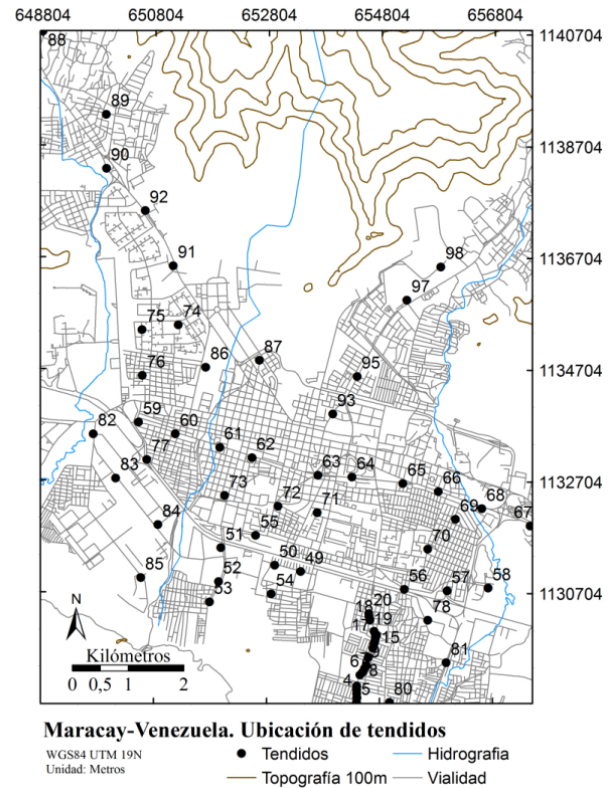 648804 650804 652804 654804 656804
88
1140704
89
1138704
90
92
91
98
1136704
97
75 74
76 86 87
95
1134704
93
59
82 60
77 61 62
83
63 64 65
66
1132704
73 72 71
68
69 67
84
55
51
70
85 52 50 49
53 54
56 57 58
1130704
78
20
18
19
17
15
81
67
8
4 5
80
N
Kilómetros
0 0,5 1 2
Maracay-Venezuela. Ubicación de tendidos
WGS84 UTM 19N
Unidad: Metros
Tendidos
Hidrografia
Topografía 100m
Vialidad